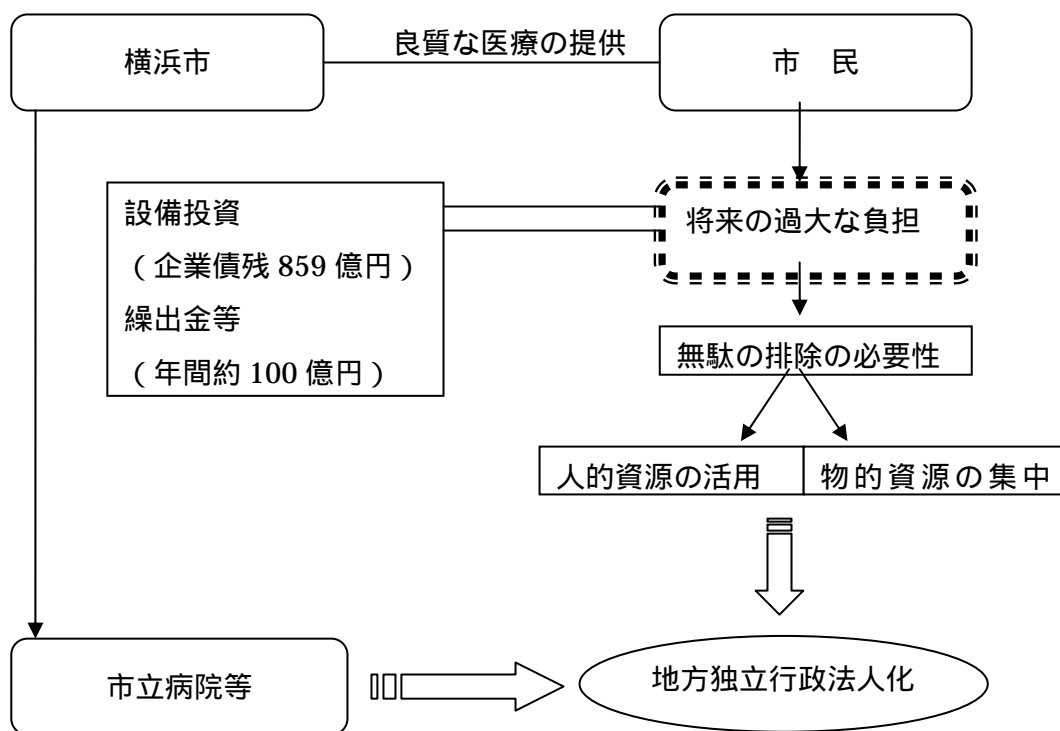 横浜市
良質な医療の提供
市　民
設備投資
（企業債残 859 億円）
繰出金等
（年間約 100 億円）
将来の過大な負担
無駄の排除の必要性
人的資源の活用
物的資源の集中
市立病院等
地方独立行政法人化